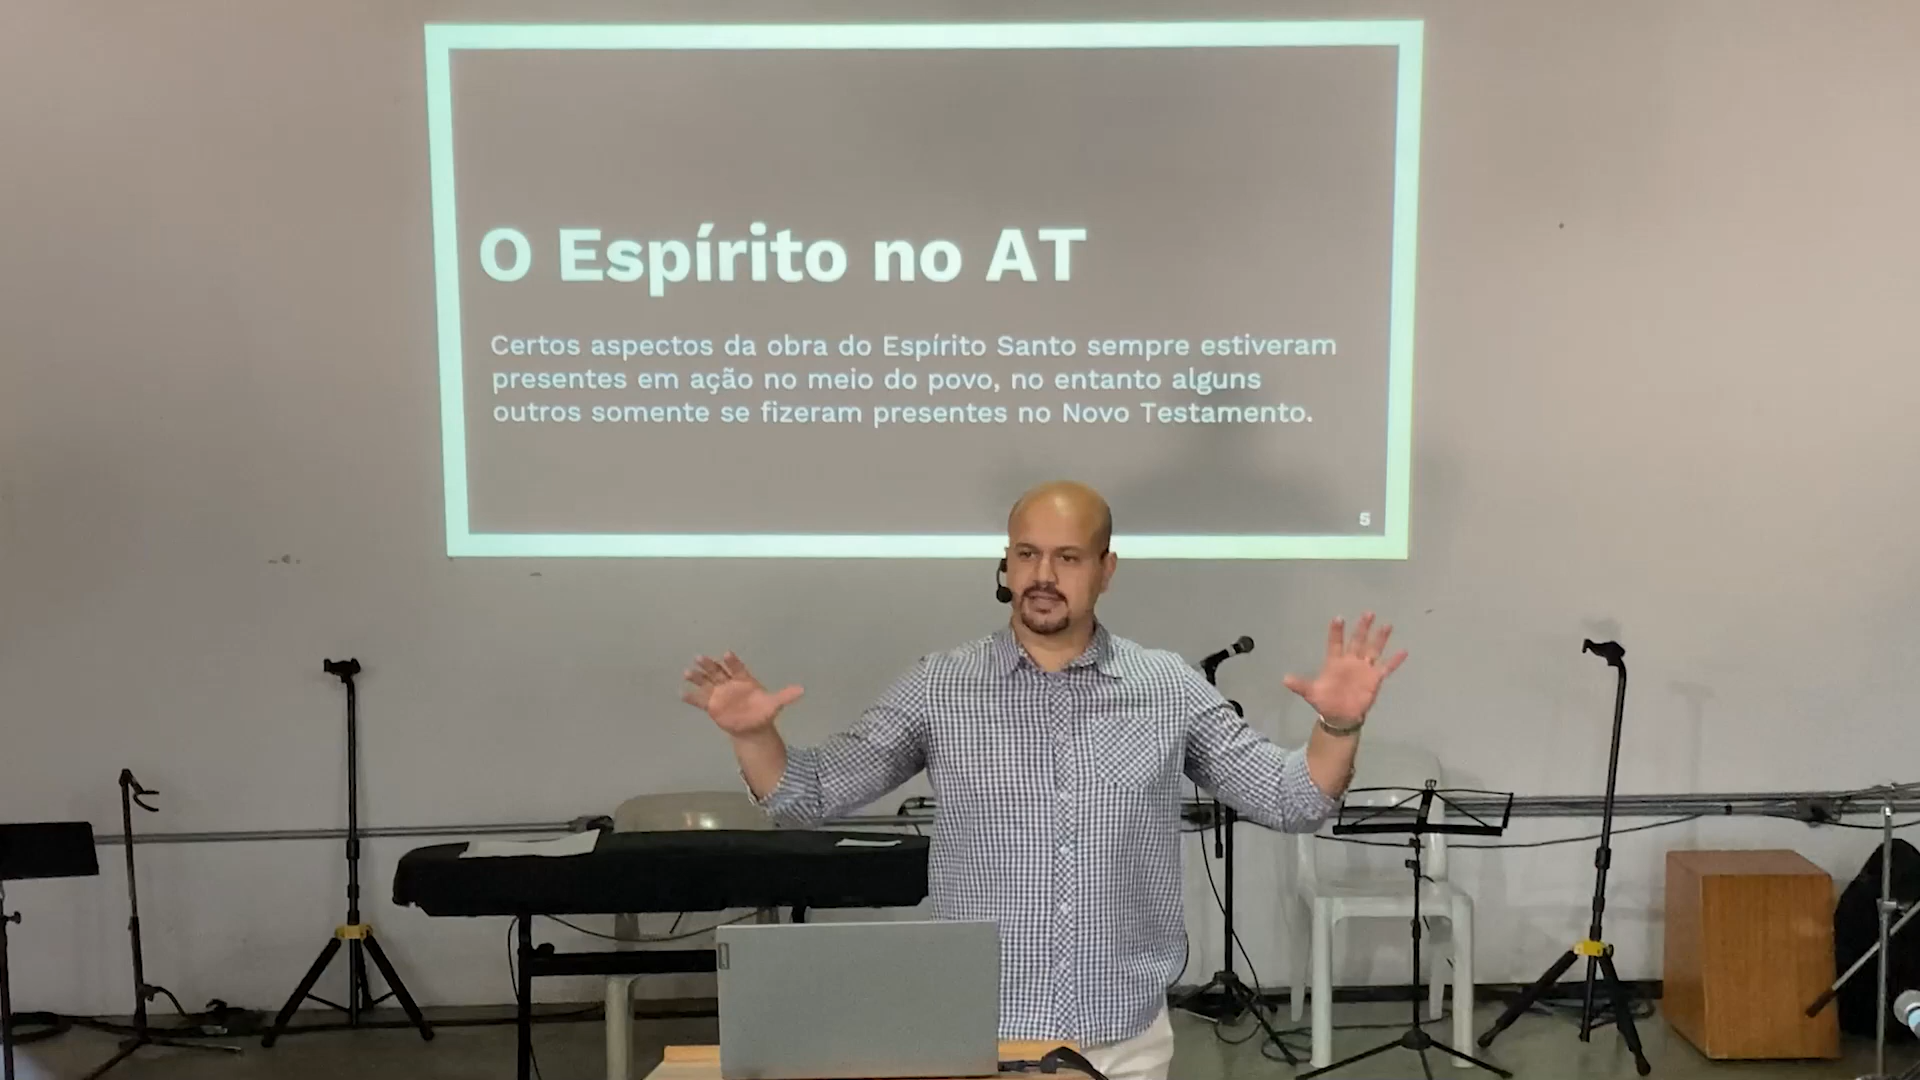 O Espírito no AT
Certos aspectos da obra do Espírito Santo sempre estiveram
presentes em ação no meio do povo, no entanto alguns
outros somente se fizeram presentes no Novo Testamento.
5